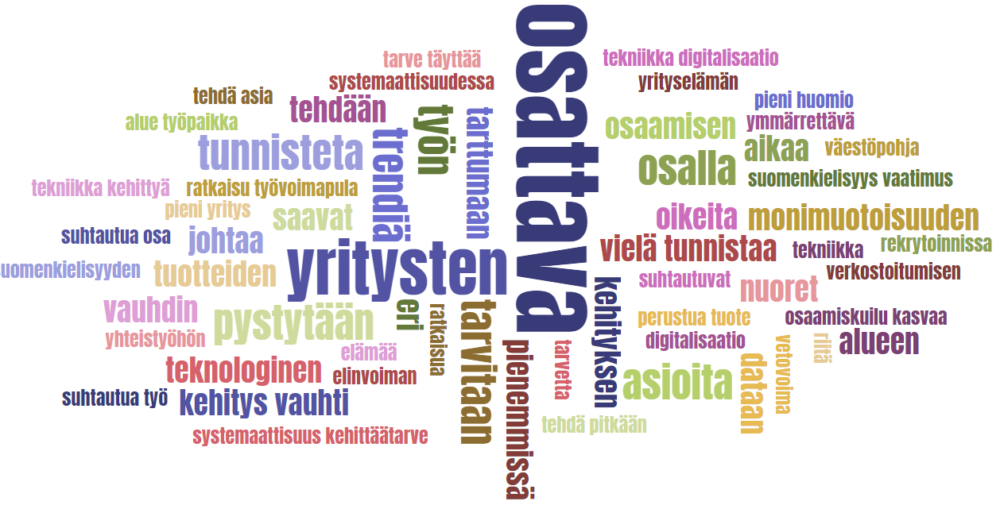 osattava
tarve täyttää
tekniikka digitalisaatio
systemaattisuudessa
yrityselämän
tehdä asia
tehdään
työn
tarttumaan
pieni huomio
alue työpaikka
osaamisen
ymmärrettävä
tunnisteta
trendiä
osalla
aikaa
väestöpohja
suomenkielisyys vaatimus
tekniikka kehittyä
ratkaisu työvoimapula
pieni yritys
saavat
oikeita
monimuotoisuuden
suhtautua osa
johtaa
yritysten
vielä tunnistaa
tekniikka
rekrytoinnissa
uomenkielisyyden
tuotteiden
suhtautuvat
nuoret
verkostoitumisen
kehityksen
vauhdin
pystytään
eri
ratkaisua
tarvitaan
perustua tuote
osaamiskuilu kasvaa
yhteistyöhön
elämää
pienemmissä
tarvetta
digitalisaatio
vetovoima
riitä
alueen
teknologinen
elinvoiman
asioita
dataan
suhtautua työ
kehitys vauhti
tehdä pitkään
systemaattisuus kehittäätarve